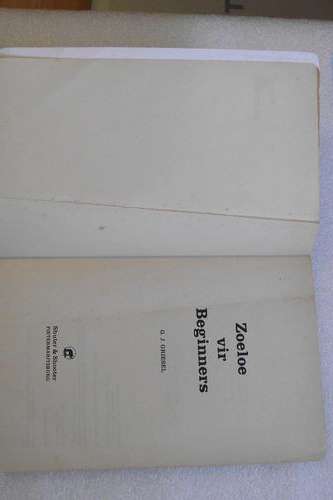 Zoeloe
vir
Beginners
G. J. GRIESEL
Shuter & Shooter
PIETERMARITZBURG